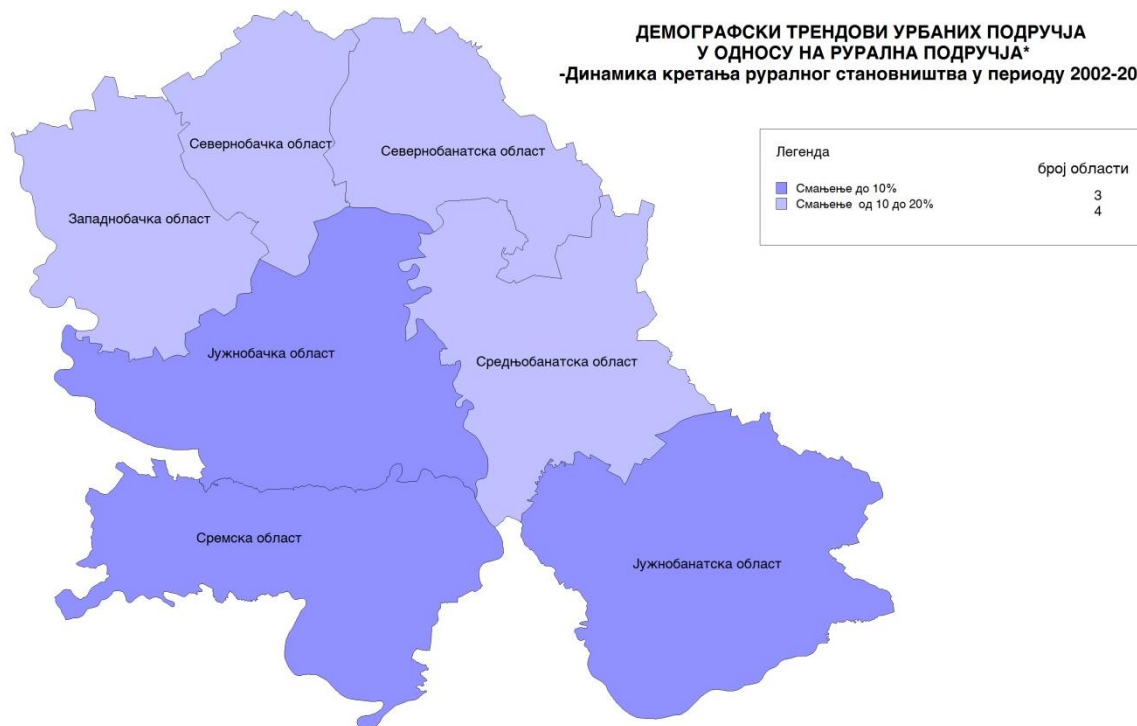 ДЕМОГРАФСКИ ТРЕНДОВИ УРБАНИХ ПОДРУЧЈА
У ОДНОСУ НА РУРАЛНА ПОДРУЧЈА*
-Динамика кретања руралног становништва у периоду 2002-20
Легенда
број области
Смањење до 10% 3
Смањење од 10 до 20% 4
Севернобачка област
Севернобанатска област
Западнобачка област
Јужнобачка област
Средњобанатска област
Сремска област
Јужнобанатска област